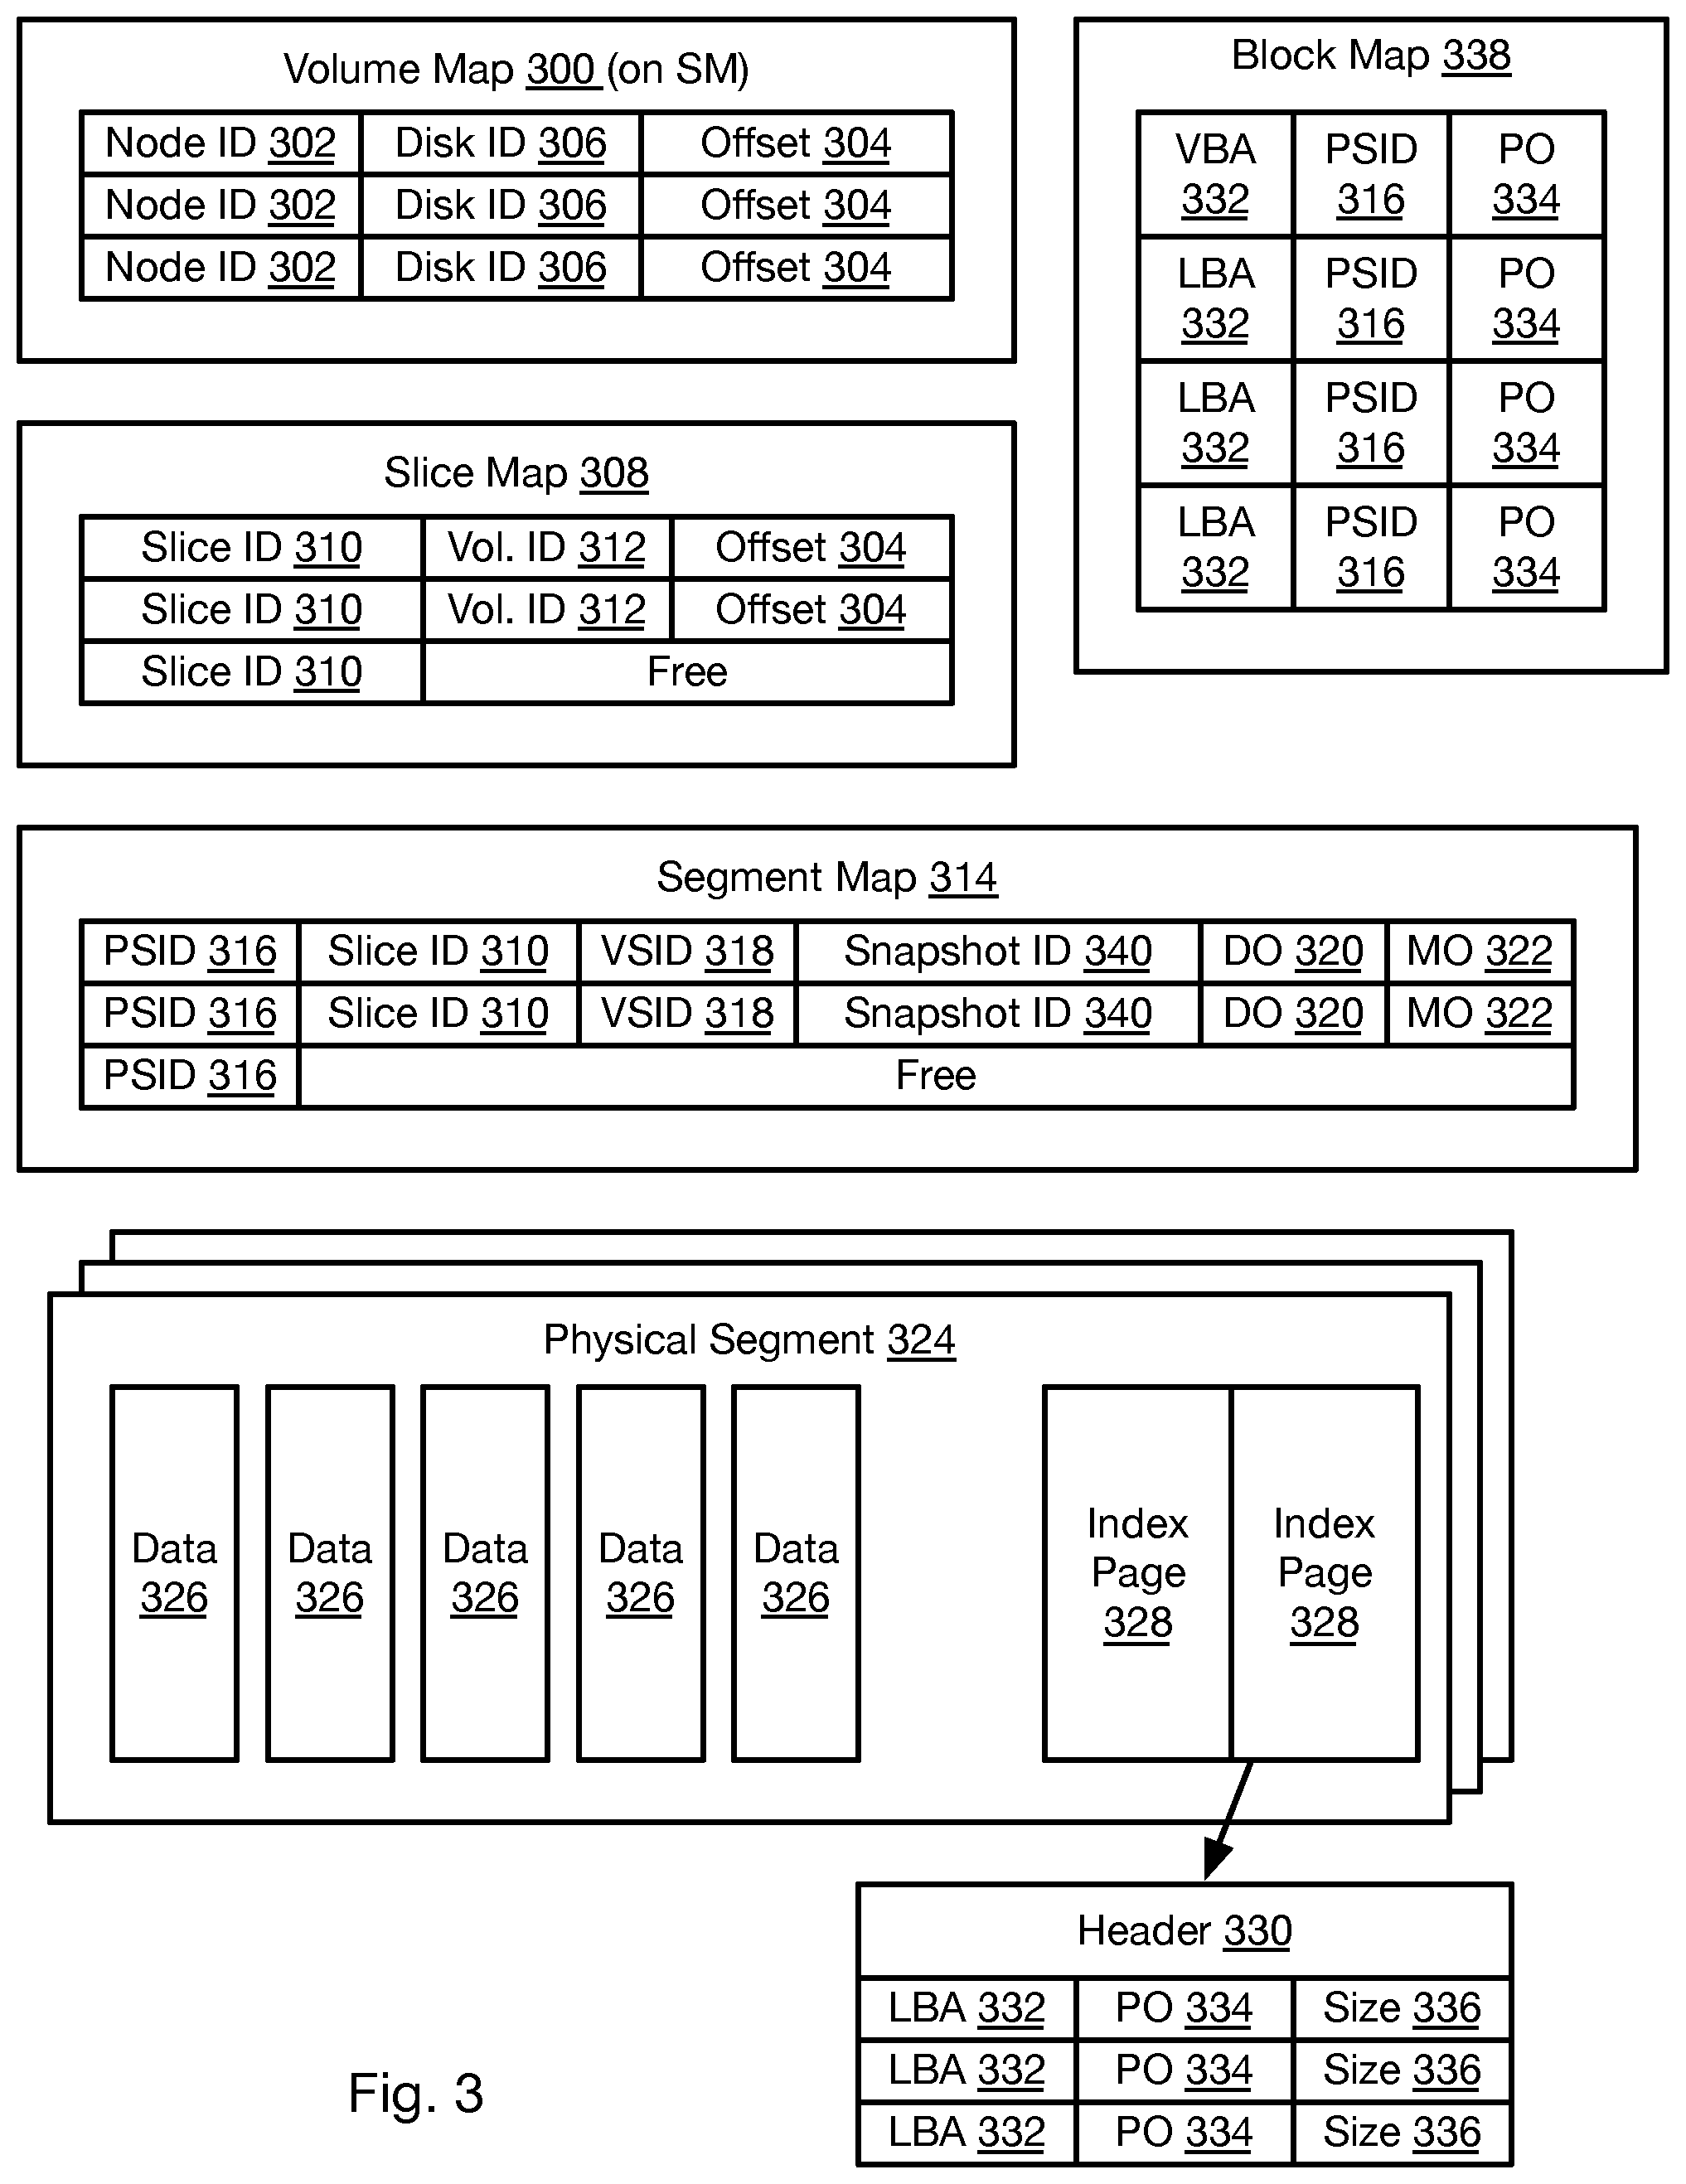 Volume Map 300 (on SM)
Node ID 302 Disk ID 306 Offset 304
Node ID 302 Disk ID 306 Offset 304
Node ID 302 Disk ID 306 Offset 304
Block Map 338
VBA PSID PO
332 316 334
LBA PSID PO
332 316 334
LBA PSID PO
332 316 334
LBA PSID PO
332 316 334
Slice Map 308
Slice ID 310 Vol. ID 312 Offset 304
Slice ID 310 Vol. ID 312 Offset 304
Slice ID 310 Free
Segment Map 314
PSID 316 Slice ID 310 VSID 318 Snapshot ID 340 DO 320 MO 322
PSID 316 Slice ID 310 VSID 318 Snapshot ID 340 DO 320 MO 322
PSID 316 Free
Physical Segment 324
Data
326
Data
326
Data
326
Data
326
Data
326
Index
Page
328
Index
Page
328
Header 330
LBA 332 PO 334 Size 336
LBA 332 PO 334 Size 336
LBA 332 PO 334 Size 336
Fig. 3